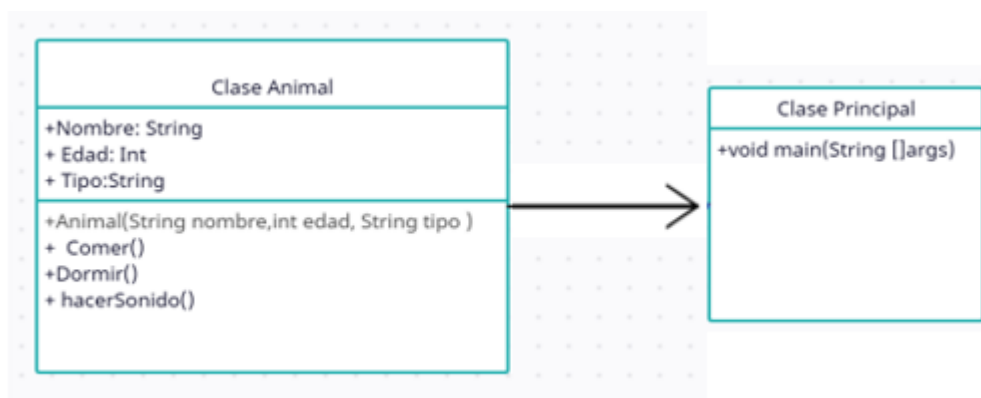 Clase Animal
+Nombre: String
+ Edad: Int
+ Tipo:String
+Animal(String nombre,int edad, String tipo )
+ Comer()
+Dormir()
+ hacerSonido()
Clase Principal
+void main(String []args)